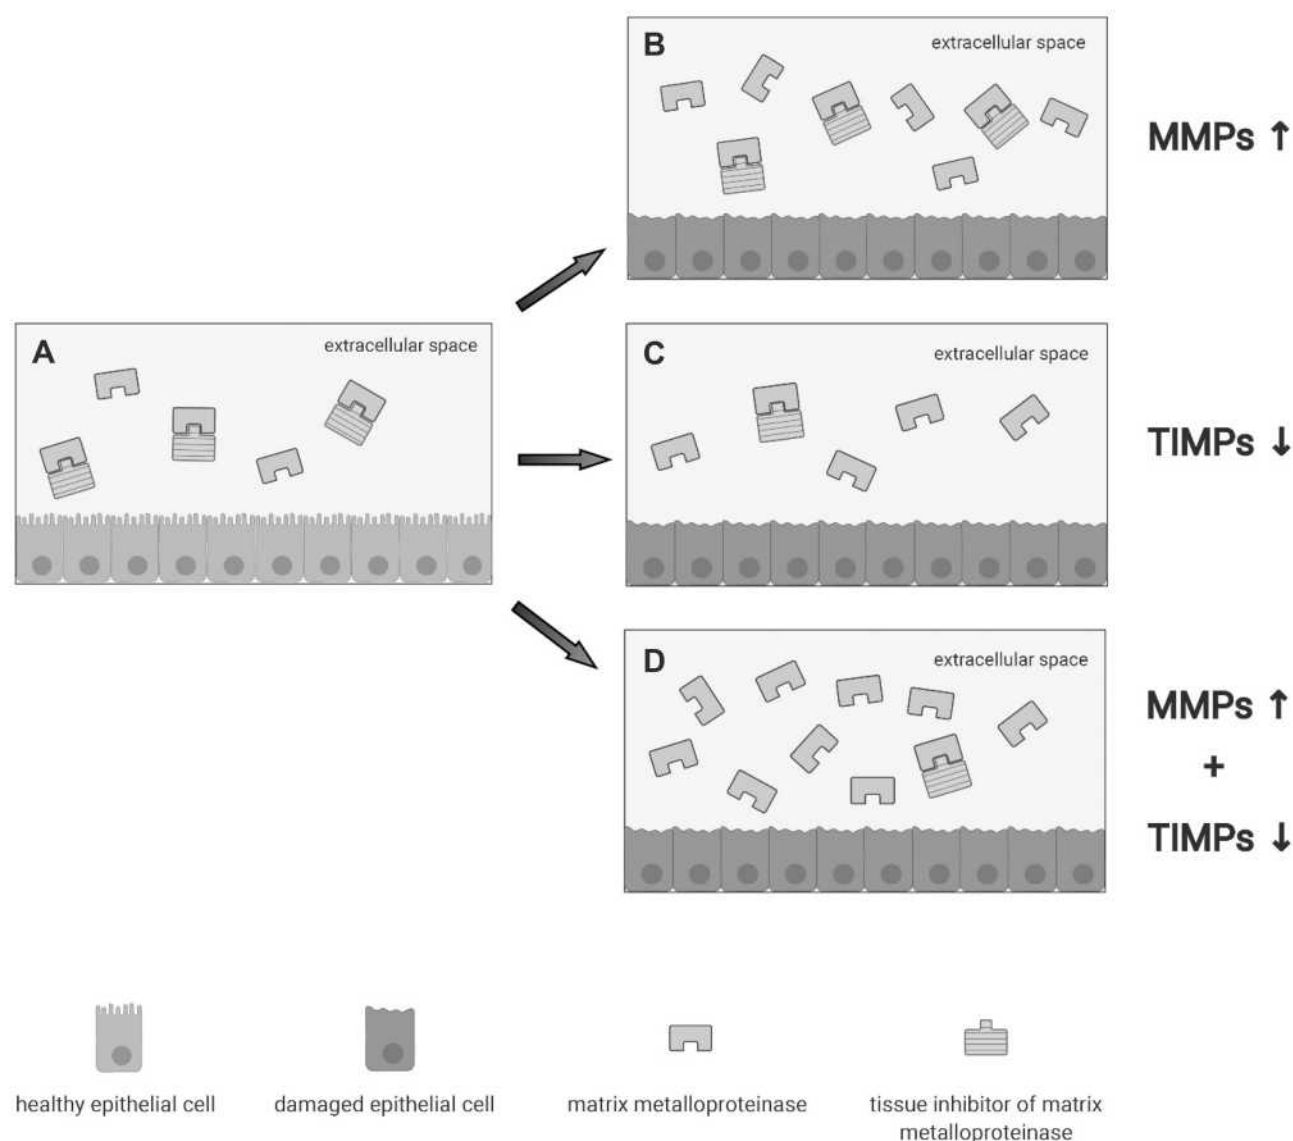 B
extracellular space
MMPs ↑
A
extracellular space
C
extracellular space
TIMPs ↓
D
extracellular space
MMPs ↑
+
TIMPs ↓
healthy epithelial cell
damaged epithelial cell
matrix metalloproteinase
tissue inhibitor of matrix
metalloproteinase